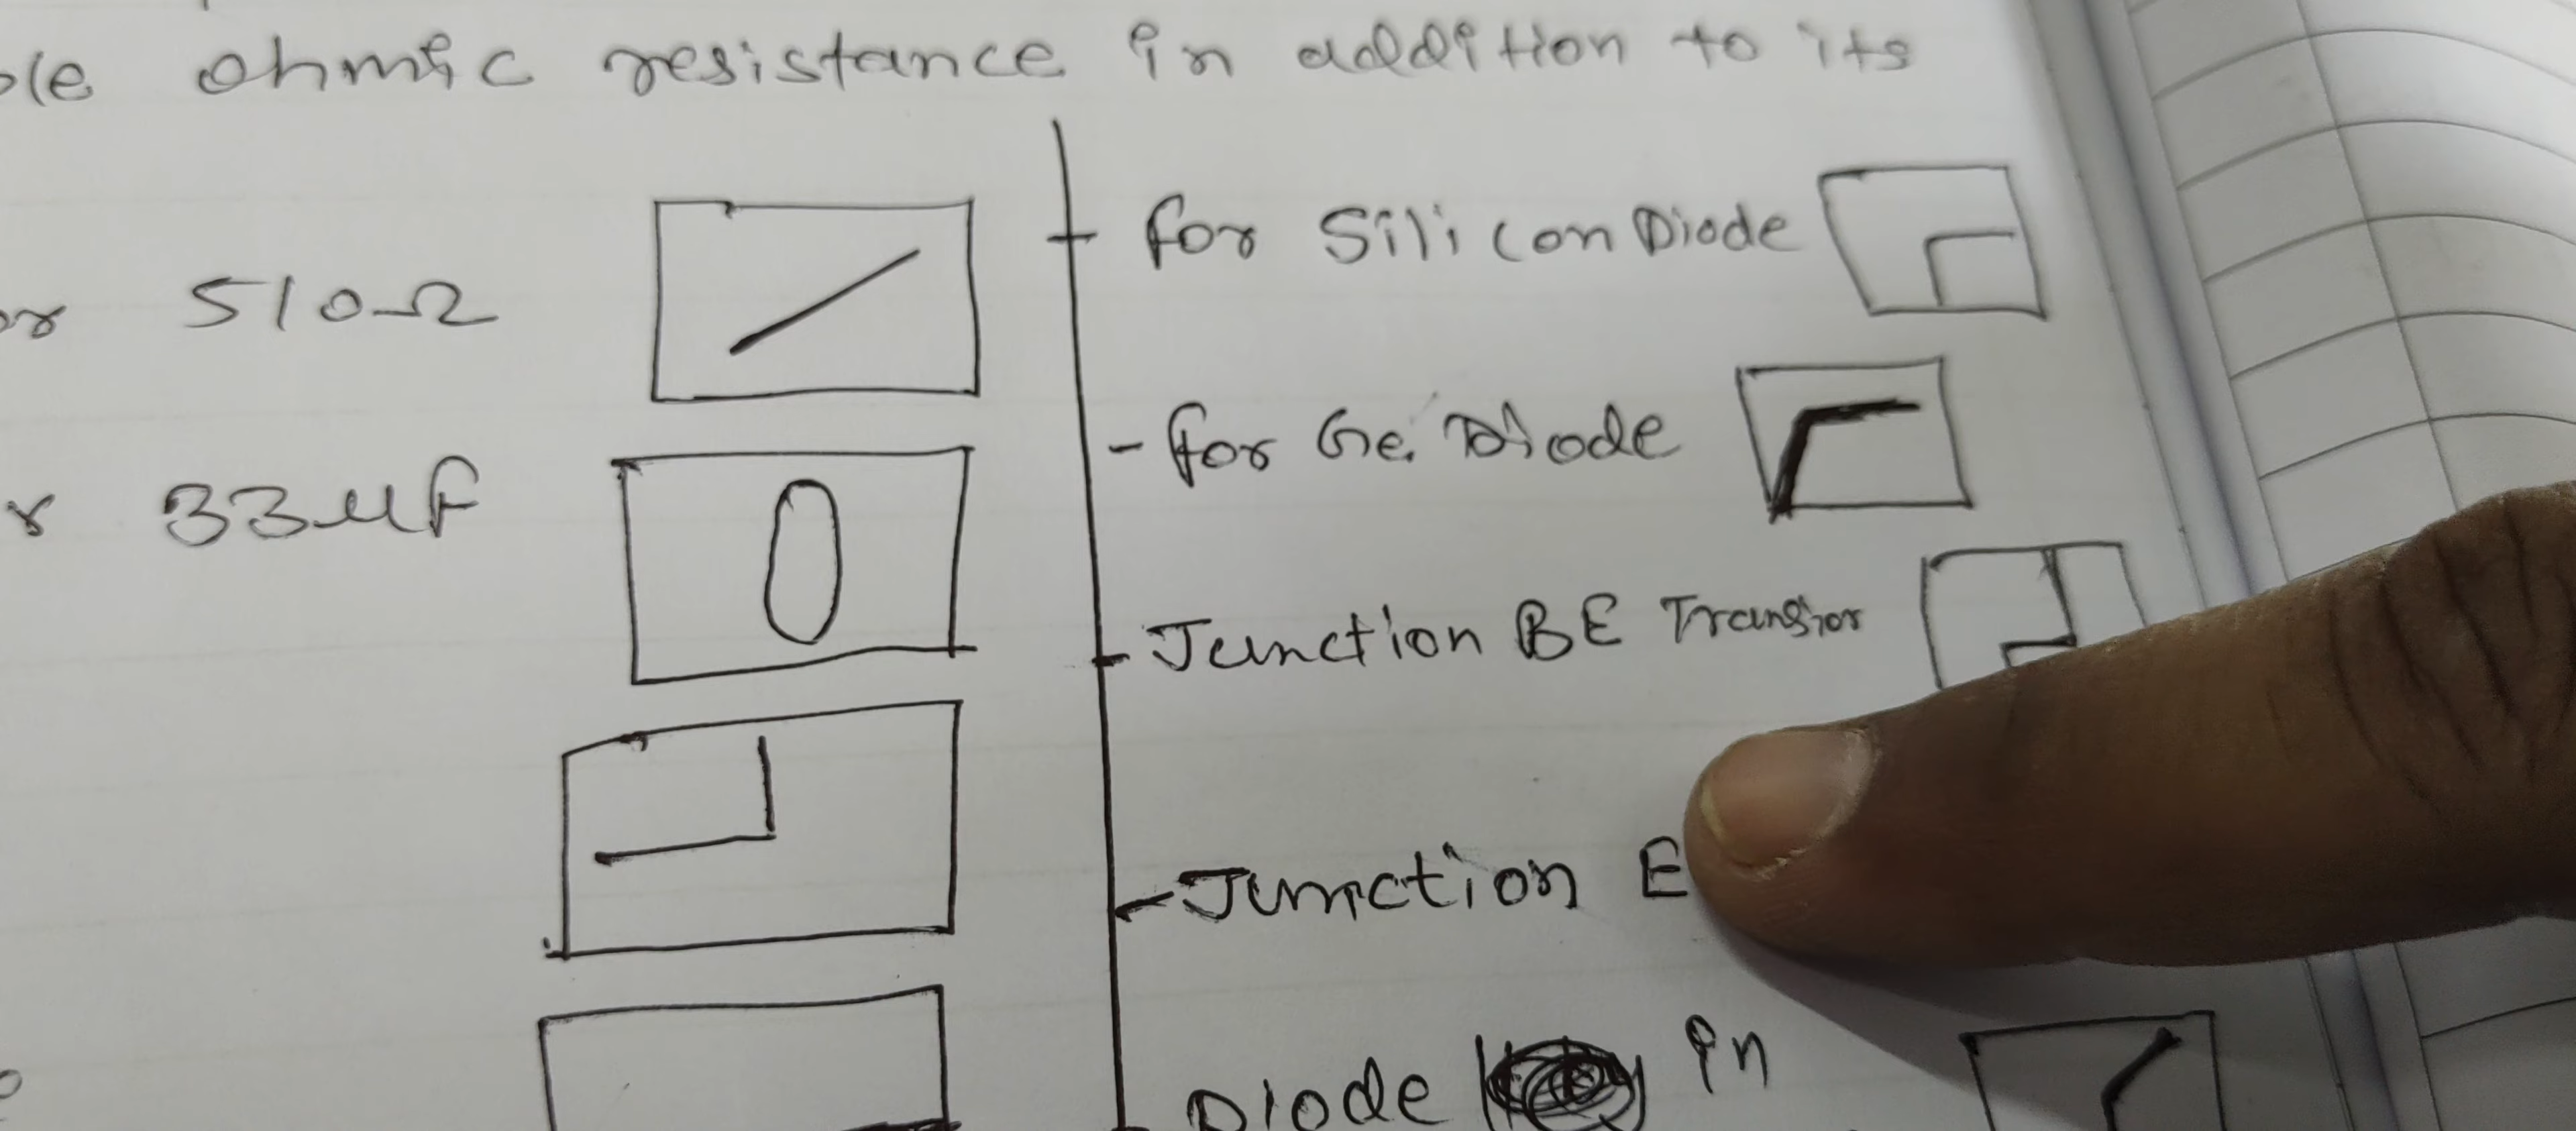 ohmic resistance in addition to its
510Ω
33uF
for Silicon Diode
- for Ge. Diode
- Junction BE Transior
- Junction E
Diode in